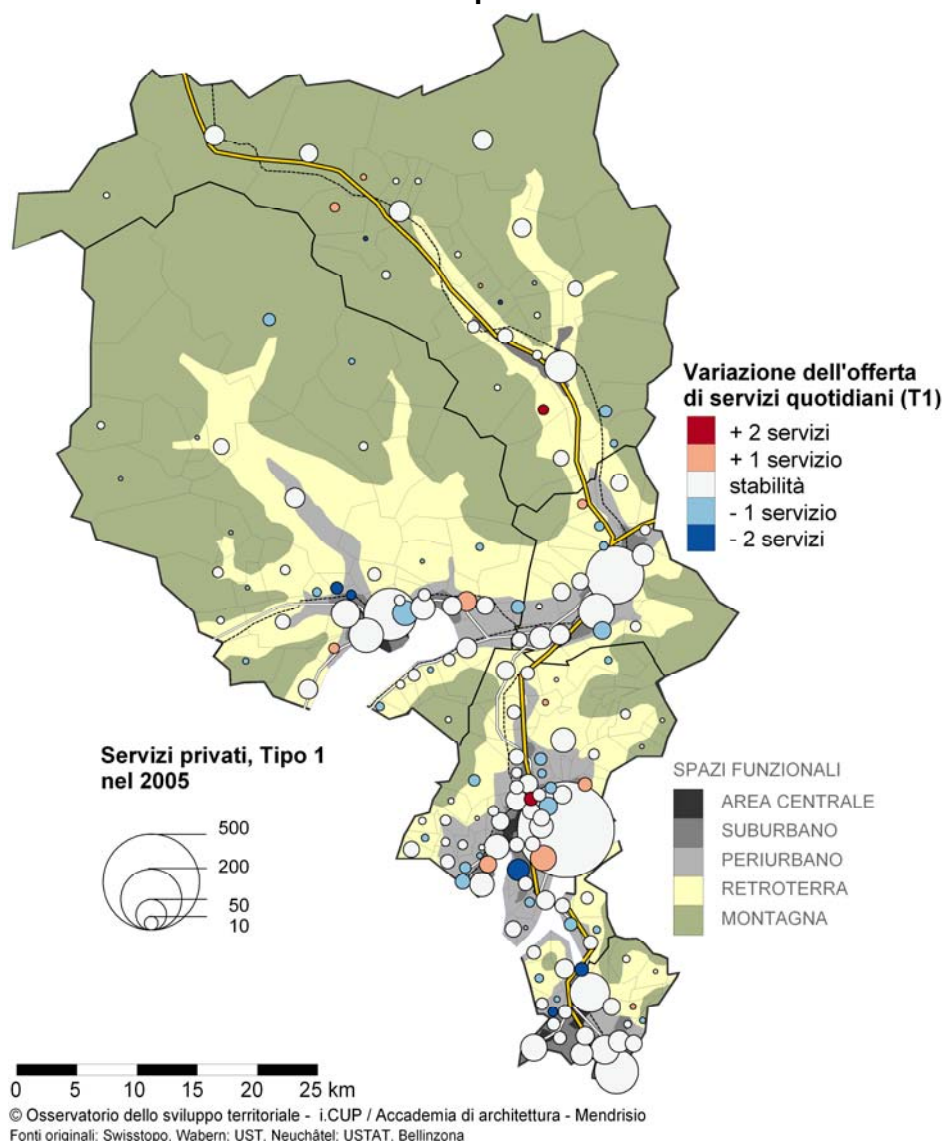 Variazione dell'offerta
di servizi quotidiani (T1)
+ 2 servizi
+ 1 servizio
stabilità
- 1 servizio
- 2 servizi
Servizi privati, Tipo 1
nel 2005
500
200
50
10
SPAZI FUNZIONALI
AREA CENTRALE
SUBURBANO
PERIURBANO
RETROTERRA
MONTAGNA
0 5 10 15 20 25 km
© Osservatorio dello sviluppo territoriale - i.CUP / Accademia di architettura - Mendrisio
Fonti originali: Swisstopo, Wabern; UST, Neuchâtel; USTAT, Bellinzona